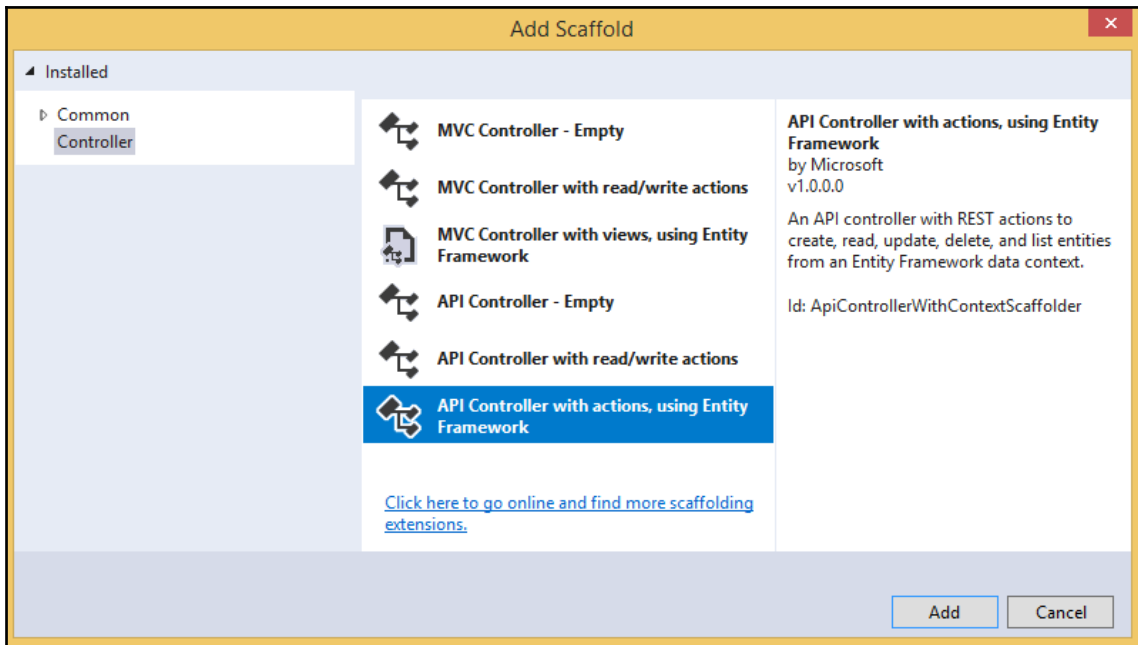 Add Scaffold
Installed
Common
Controller
MVC Controller - Empty
MVC Controller with read/write actions
MVC Controller with views, using Entity
Framework
API Controller - Empty
API Controller with read/write actions
API Controller with actions, using Entity
Framework
Click here to go online and find more scaffolding
extensions.
API Controller with actions, using Entity
Framework
by Microsoft
v1.0.0.0
An API controller with REST actions to
create, read, update, delete, and list entities
from an Entity Framework data context.
Id: ApiControllerWithContextScaffolder
Add
Cancel